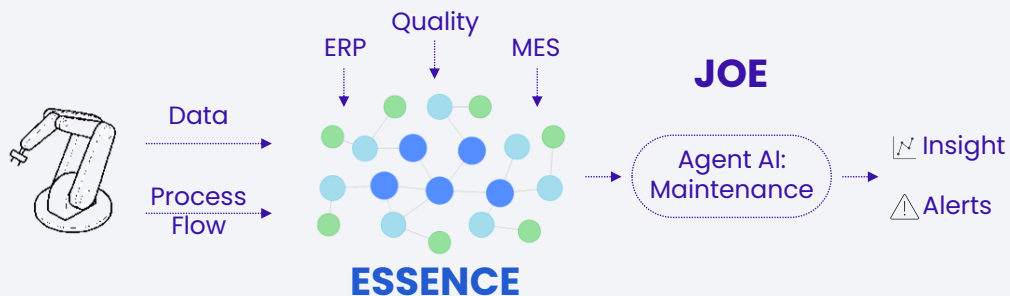 Quality
ERP
MES
JOE
Data
Process
Flow
Agent AI:
Maintenance
Insight
Alerts
ESSENCE